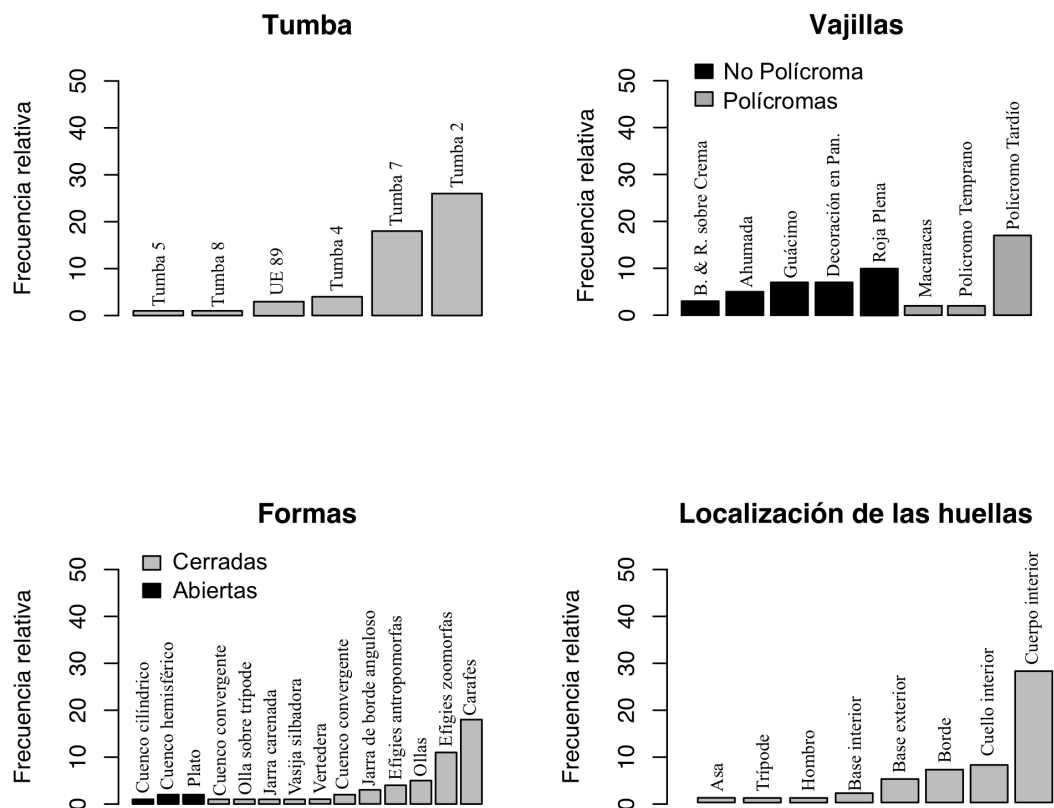 Tumba
Frecuencia relativa
50
40
30
20
10
0
Tumba 5
Tumba 8
UE 89
Tumba 4
Tumba 7
Tumba 2
Vajillas
No Polícroma
Polícromas
Frecuencia relativa
50
40
30
20
10
0
B. & R. sobre Crema
Ahumada
Guácimo
Decoración en Pan.
Roja Plena
Macaracas
Policromo Temprano
Policromo Tardío
Formas
Cerradas
Abiertas
Frecuencia relativa
50
40
30
20
10
0
Cuenco cilíndrico
Cuenco hemisférico
Plato
Cuenco convergente
Olla sobre trípode
Jarra carenada
Vasija silbadora
Vertedera
Cuenco convergente
Jarra de borde anguloso
Efigies antropomorfas
Ollas
Efigies zoomorfas
Carafes
Localización de las huellas
Frecuencia relativa
50
40
30
20
10
0
Asa
Trípode
Hombro
Base interior
Base exterior
Borde
Cuello interior
Cuerpo interior